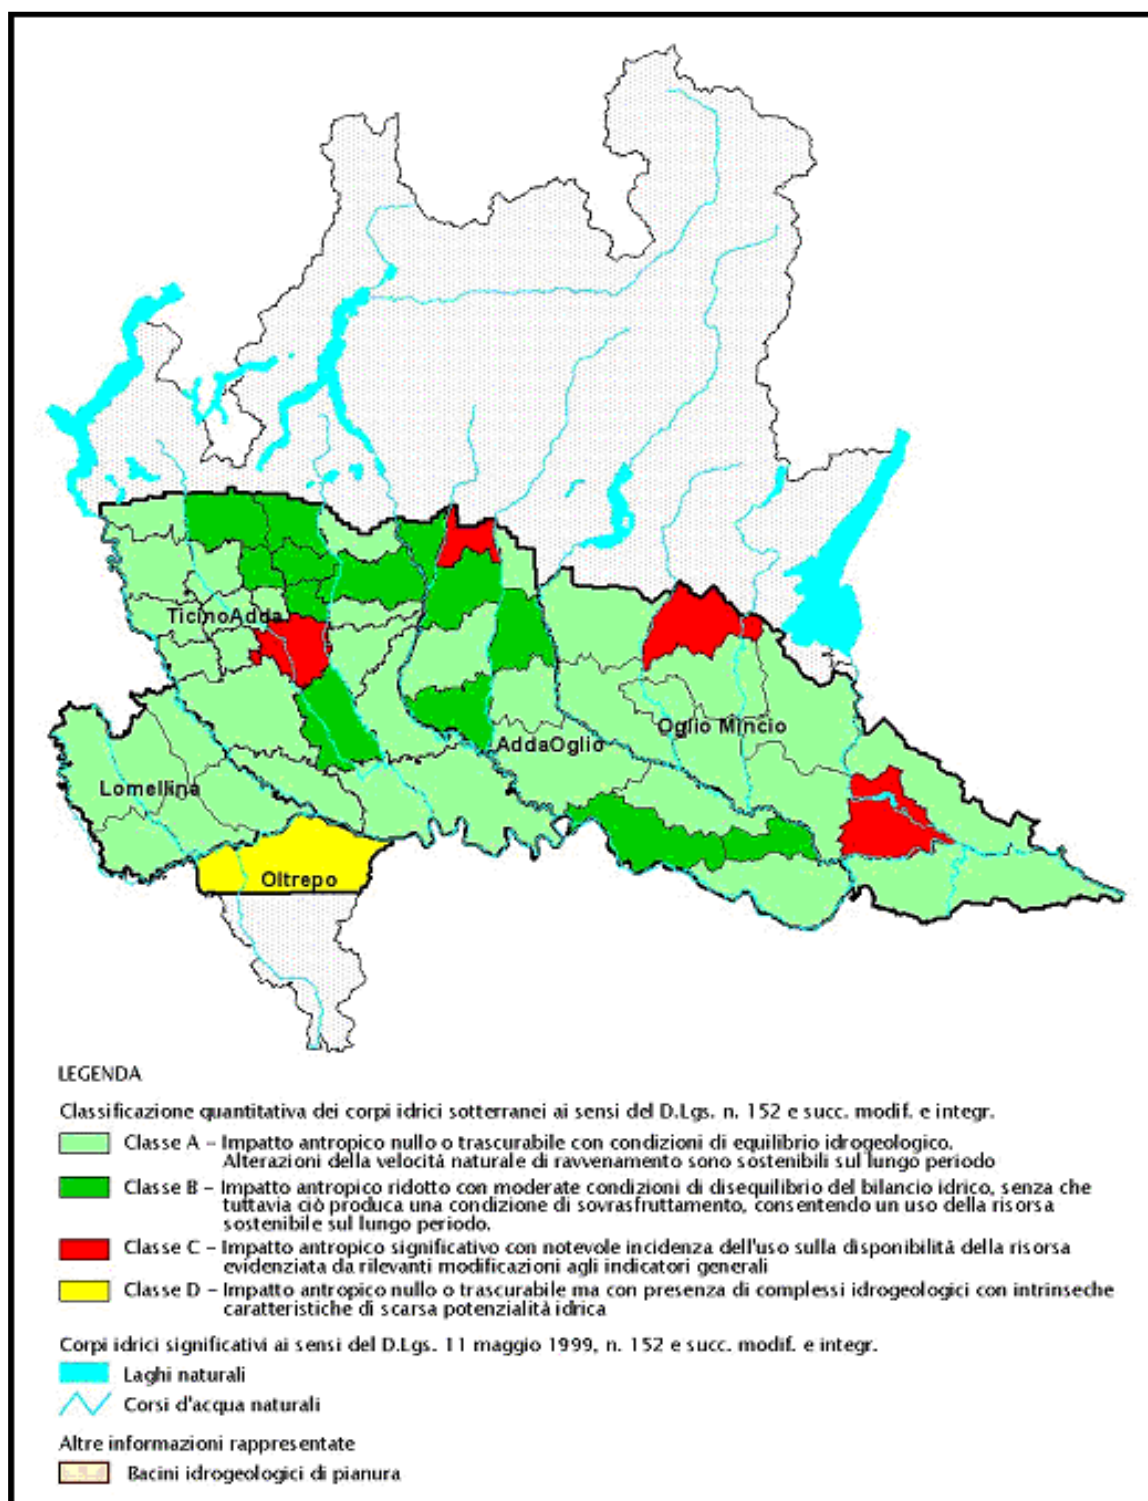 TicinoAdda
Oglio Mincio
AddaOglio
Lomellina
Oltrepo
LEGENDA
Classificazione quantitativa dei corpi idrici sotterranei ai sensi del D.Lgs. n. 152 e succ. modif. e integr.
Classe A – Impatto antropico nullo o trascurabile con condizioni di equilibrio idrogeologico.
Alterazioni della velocità naturale di ravvenamento sono sostenibili sul lungo periodo
Classe B – Impatto antropico ridotto con moderate condizioni di disequilibrio del bilancio idrico, senza che
tuttavia ciò produca una condizione di sovrasfruttamento, consentendo un uso della risorsa
sostenibile sul lungo periodo.
Classe C – Impatto antropico significativo con notevole incidenza dell'uso sulla disponibilità della risorsa
evidenziata da rilevanti modificazioni agli indicatori generali
Classe D – Impatto antropico nullo o trascurabile ma con presenza di complessi idrogeologici con intrinseche
caratteristiche di scarsa potenzialità idrica
Corpi idrici significativi ai sensi del D.Lgs. 11 maggio 1999, n. 152 e succ. modif. e integr.
Laghi naturali
Corsi d'acqua naturali
Altre informazioni rappresentate
Bacini idrogeologici di pianura